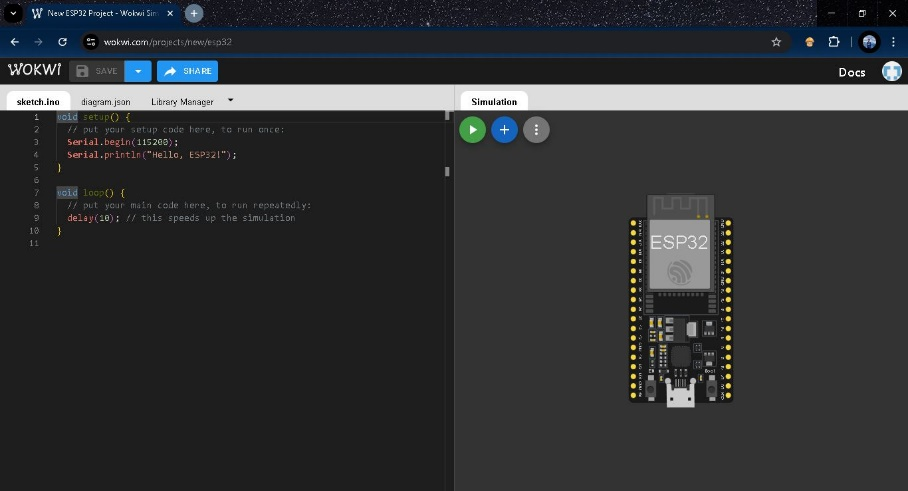 New ESP32 Project - Wokwi Sim
wokwi.com/projects/new/esp32
WOKWI
SAVE
SHARE
Docs
sketch.ino
diagram.json
Library Manager
Simulation
1 void setup() {
2 // put your setup code here, to run once:
3 Serial.begin(115200);
4 Serial.println("Hello, ESP32!");
5 }
6
7 void loop() {
8 // put your main code here, to run repeatedly:
9 delay(10); // this speeds up the simulation
10 }
11
ESP32
EN
Boot